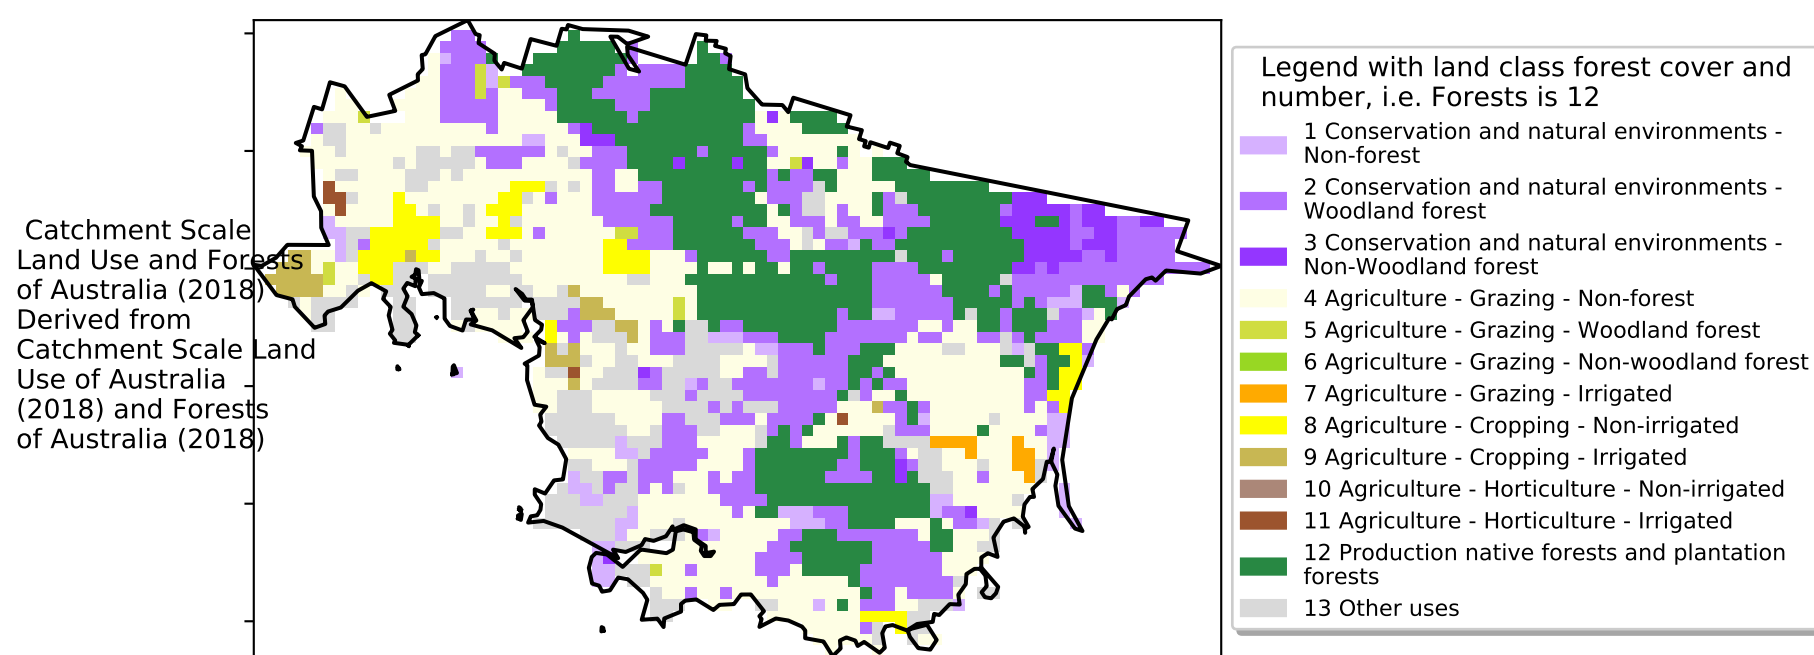 Catchment Scale
Land Use and Forests
of Australia (2018)
Derived from
Catchment Scale Land
Use of Australia
(2018) and Forests
of Australia (2018)
Legend with land class forest cover and
number, i.e. Forests is 12
1 Conservation and natural environments -
Non-forest
2 Conservation and natural environments -
Woodland forest
3 Conservation and natural environments -
Non-Woodland forest
4 Agriculture - Grazing - Non-forest
5 Agriculture - Grazing - Woodland forest
6 Agriculture - Grazing - Non-woodland forest
7 Agriculture - Grazing - Irrigated
8 Agriculture - Cropping - Non-irrigated
9 Agriculture - Cropping - Irrigated
10 Agriculture - Horticulture - Non-irrigated
11 Agriculture - Horticulture - Irrigated
12 Production native forests and plantation
forests
13 Other uses